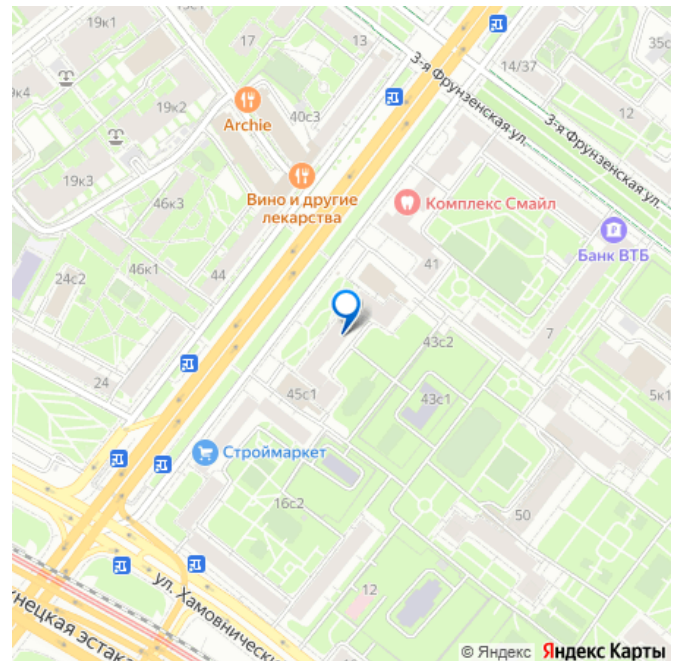 19к1
17
13
14/37
35с
9к4
19к2
40с3
Archie
3-я Фрунзенская ул.
12
3-я Фрунзенская ул.
19к3
46к3
Вино и другие
лекарства
Комплекс Смайл
Банк ВТБ
24с2
46к1
44
41
7
43с2
24
45с1
43с1
5к1
Строймаркет
16с2
50
12
ул. Хамовнически
нецкая эстака
© Яндекс Яндекс Карты